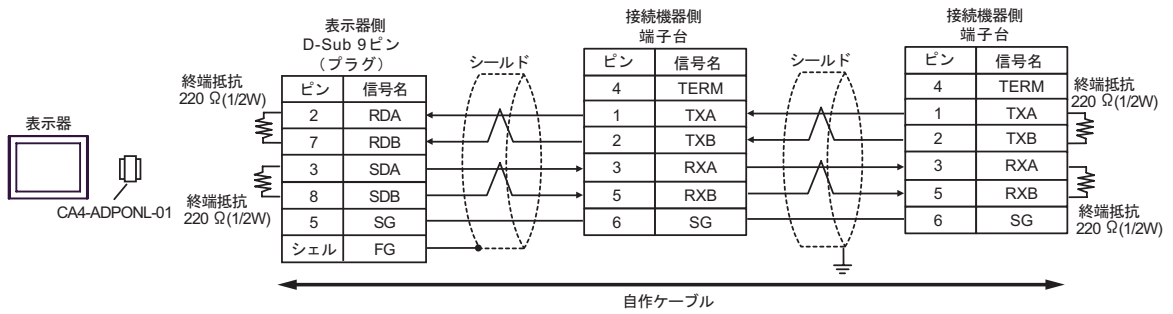 表示器
CA4-ADPONL-01
終端抵抗
220 Ω(1/2W)
終端抵抗
220 Ω(1/2W)
表示器側
D-Sub 9ピン
（プラグ）
ピン 信号名
2 RDA
7 RDB
3 SDA
8 SDB
5 SG
シェル FG
シールド
接続機器側
端子台
ピン 信号名
4 TERM
1 TXA
2 TXB
3 RXA
5 RXB
6 SG
シールド
接続機器側
端子台
ピン 信号名
4 TERM
1 TXA
2 TXB
3 RXA
5 RXB
6 SG
終端抵抗
220 Ω(1/2W)
終端抵抗
220 Ω(1/2W)
自作ケーブル